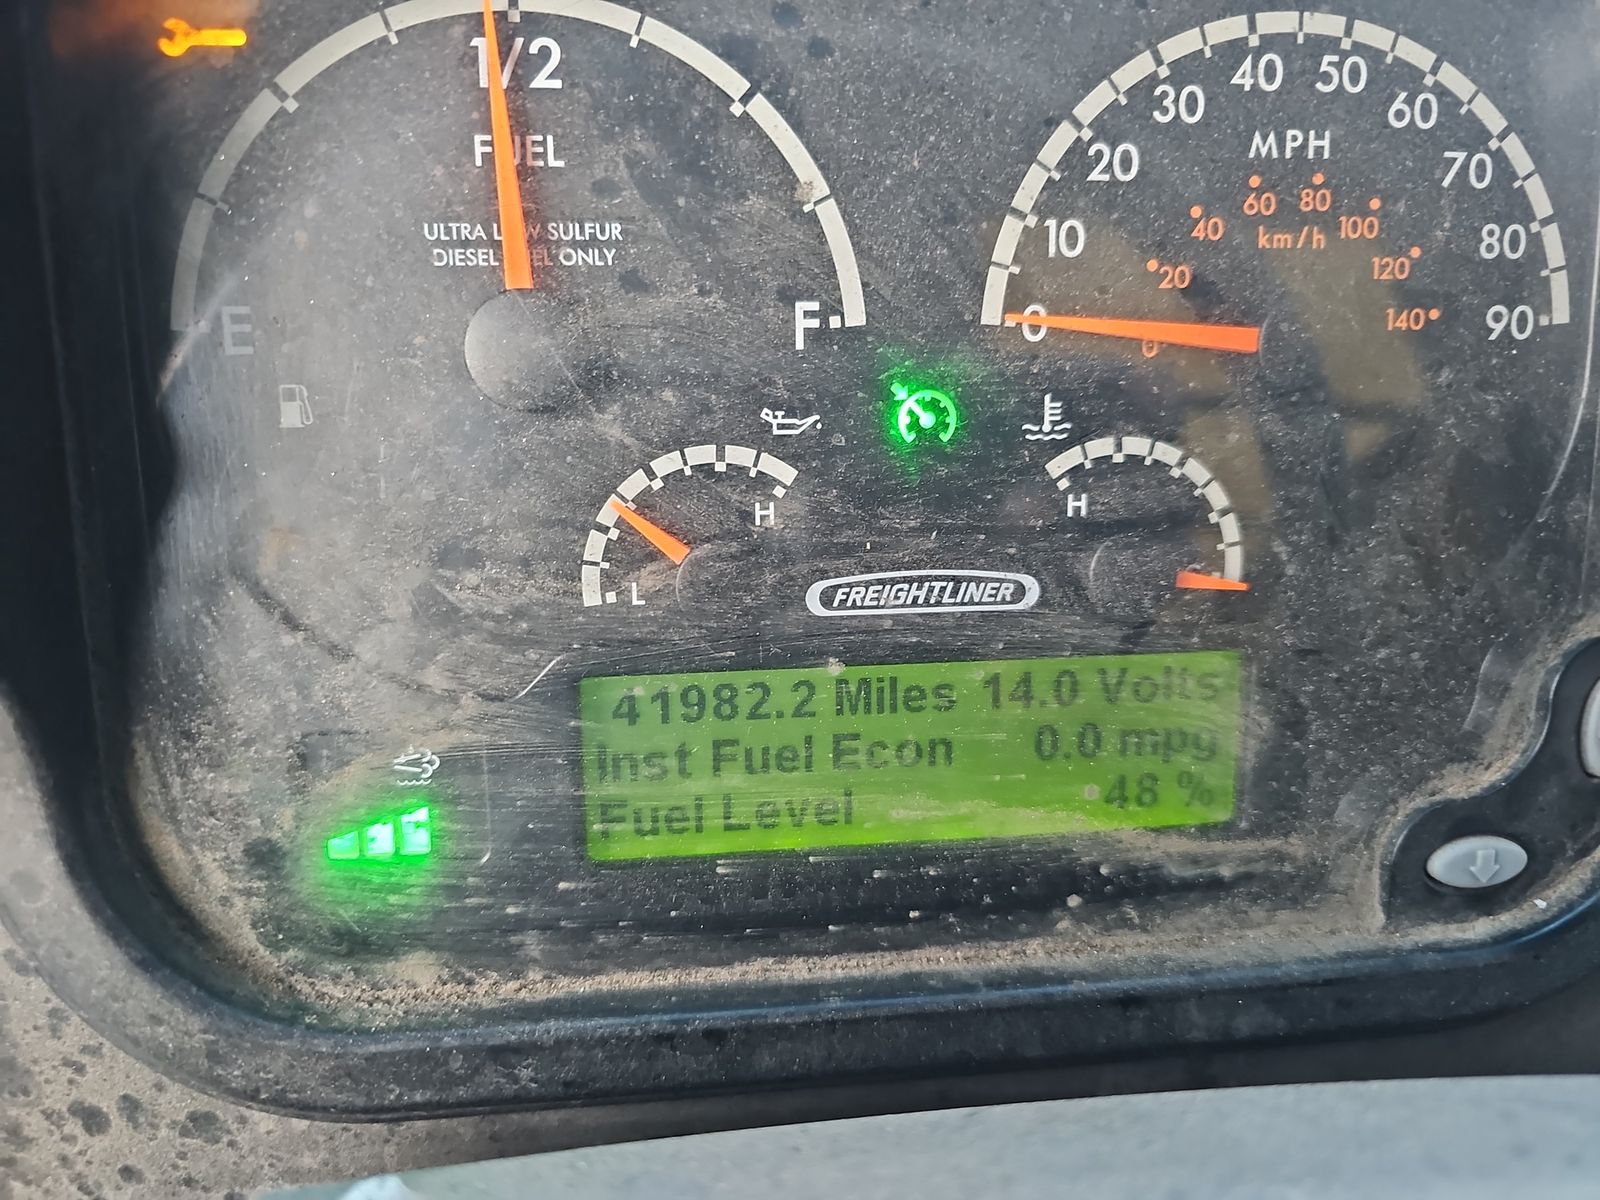 1/2
FUEL
ULTRA LOW SULFUR
DIESEL FUEL ONLY
E
F
0
10
20
30
40
50
60
70
80
90
MPH
0
20
40
60
80
100
120
140
km/h
L
H
H
FREIGHTLINER
41982.2 Miles 14.0 Volts
Inst Fuel Econ 0.0 mpg
Fuel Level 48 %